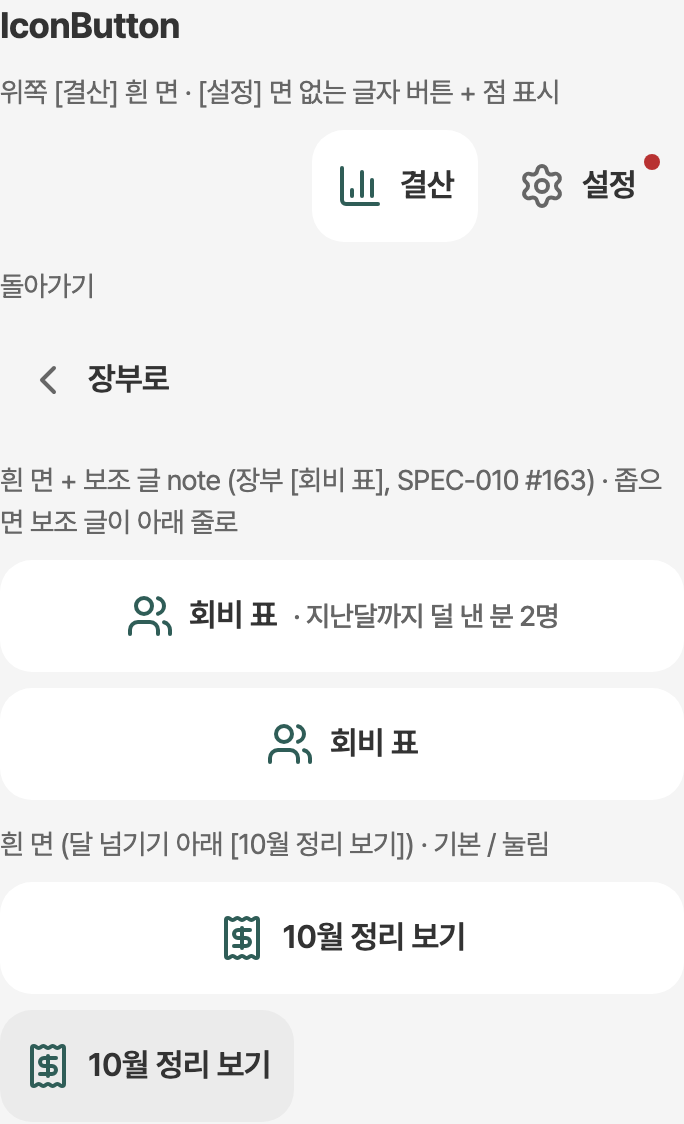 IconButton
위쪽 [결산] 흰 면 · [설정] 면 없는 글자 버튼 + 점 표시
결산 설정
돌아가기
장부로
흰 면 + 보조 글 note (장부 [회비 표], SPEC-010 #163) · 좁으
면 보조 글이 아래 줄로
회비 표 · 지난달까지 덜 낸 분 2명
회비 표
흰 면 (달 넘기기 아래 [10월 정리 보기]) · 기본 / 눌림
10월 정리 보기
10월 정리 보기